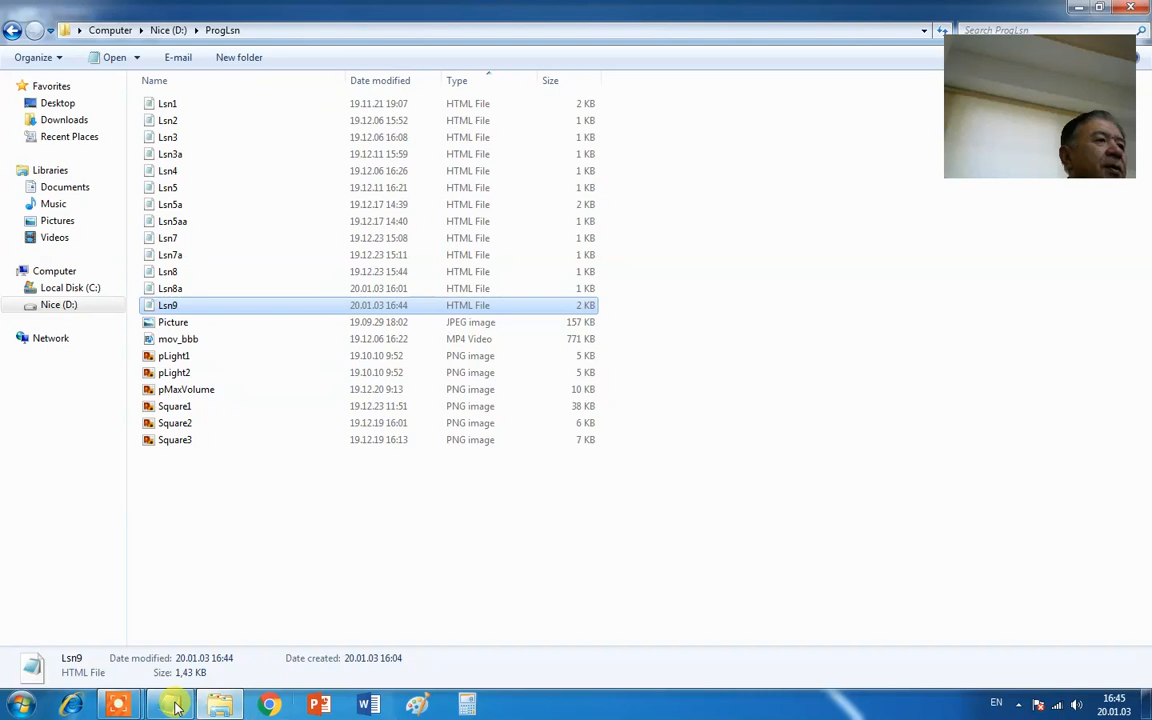 Computer Nice (D:) ProgLsn
Search ProgLsn
Organize Open E-mail New folder
Name Date modified Type Size
Favorites
Desktop
Downloads
Recent Places
Libraries
Documents
Music
Pictures
Videos
Computer
Local Disk (C:)
Nice (D:)
Network
Lsn1 19.11.21 19:07 HTML File 2 KB
Lsn2 19.12.06 15:52 HTML File 1 KB
Lsn3 19.12.06 16:08 HTML File 1 KB
Lsn3a 19.12.11 15:59 HTML File 1 KB
Lsn4 19.12.06 16:26 HTML File 1 KB
Lsn5 19.12.11 16:21 HTML File 1 KB
Lsn5a 19.12.17 14:39 HTML File 2 KB
Lsn5aa 19.12.17 14:40 HTML File 1 KB
Lsn7 19.12.23 15:08 HTML File 1 KB
Lsn7a 19.12.23 15:11 HTML File 1 KB
Lsn8 19.12.23 15:44 HTML File 1 KB
Lsn8a 20.01.03 16:01 HTML File 1 KB
Lsn9 20.01.03 16:44 HTML File 2 KB
Picture 19.09.29 18:02 JPEG image 157 KB
mov_bbb 19.12.06 16:22 MP4 Video 771 KB
pLight1 19.10.10 9:52 PNG image 5 KB
pLight2 19.10.10 9:52 PNG image 5 KB
pMaxVolume 19.12.20 9:13 PNG image 10 KB
Square1 19.12.23 11:51 PNG image 38 KB
Square2 19.12.19 16:01 PNG image 6 KB
Square3 19.12.19 16:13 PNG image 7 KB
Lsn9 Date modified: 20.01.03 16:44 Date created: 20.01.03 16:04
HTML File Size: 1,43 KB
EN 16:45
20.01.03